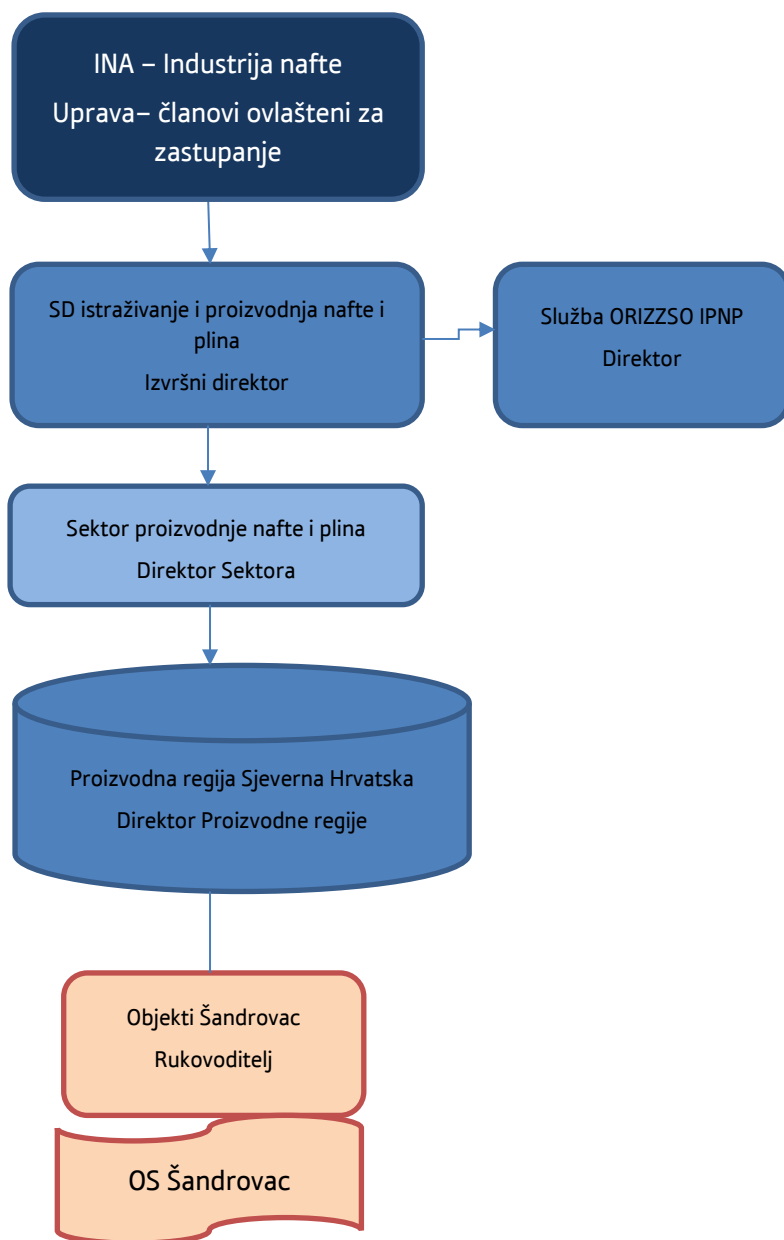 INA – Industrija nafte
Uprava– članovi ovlašteni za
zastupanje
SD istraživanje i proizvodnja nafte i
plina
Izvršni direktor
Služba ORIZZSO IPNP
Direktor
Sektor proizvodnje nafte i plina
Direktor Sektora
Proizvodna regija Sjeverna Hrvatska
Direktor Proizvodne regije
Objekti Šandrovac
Rukovoditelj
OS Šandrovac